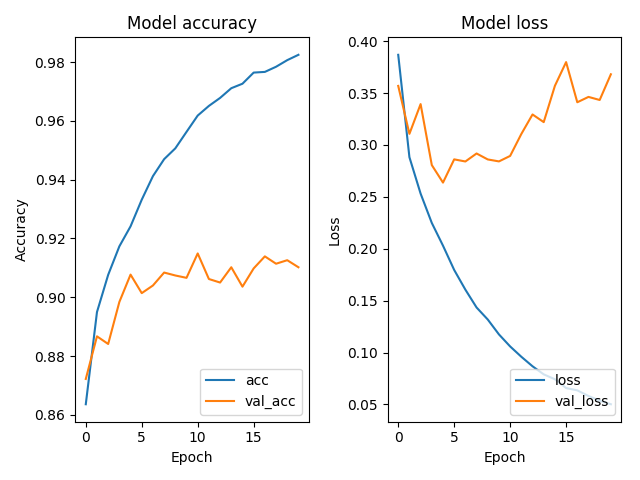 Model accuracy
0.98
0.96
0.94
0.92
0.90
0.88
0.86
Accuracy
0
5
10
15
Epoch
acc
val_acc
Model loss
0.40
0.35
0.30
0.25
0.20
0.15
0.10
0.05
Loss
0
5
10
15
Epoch
loss
val_loss